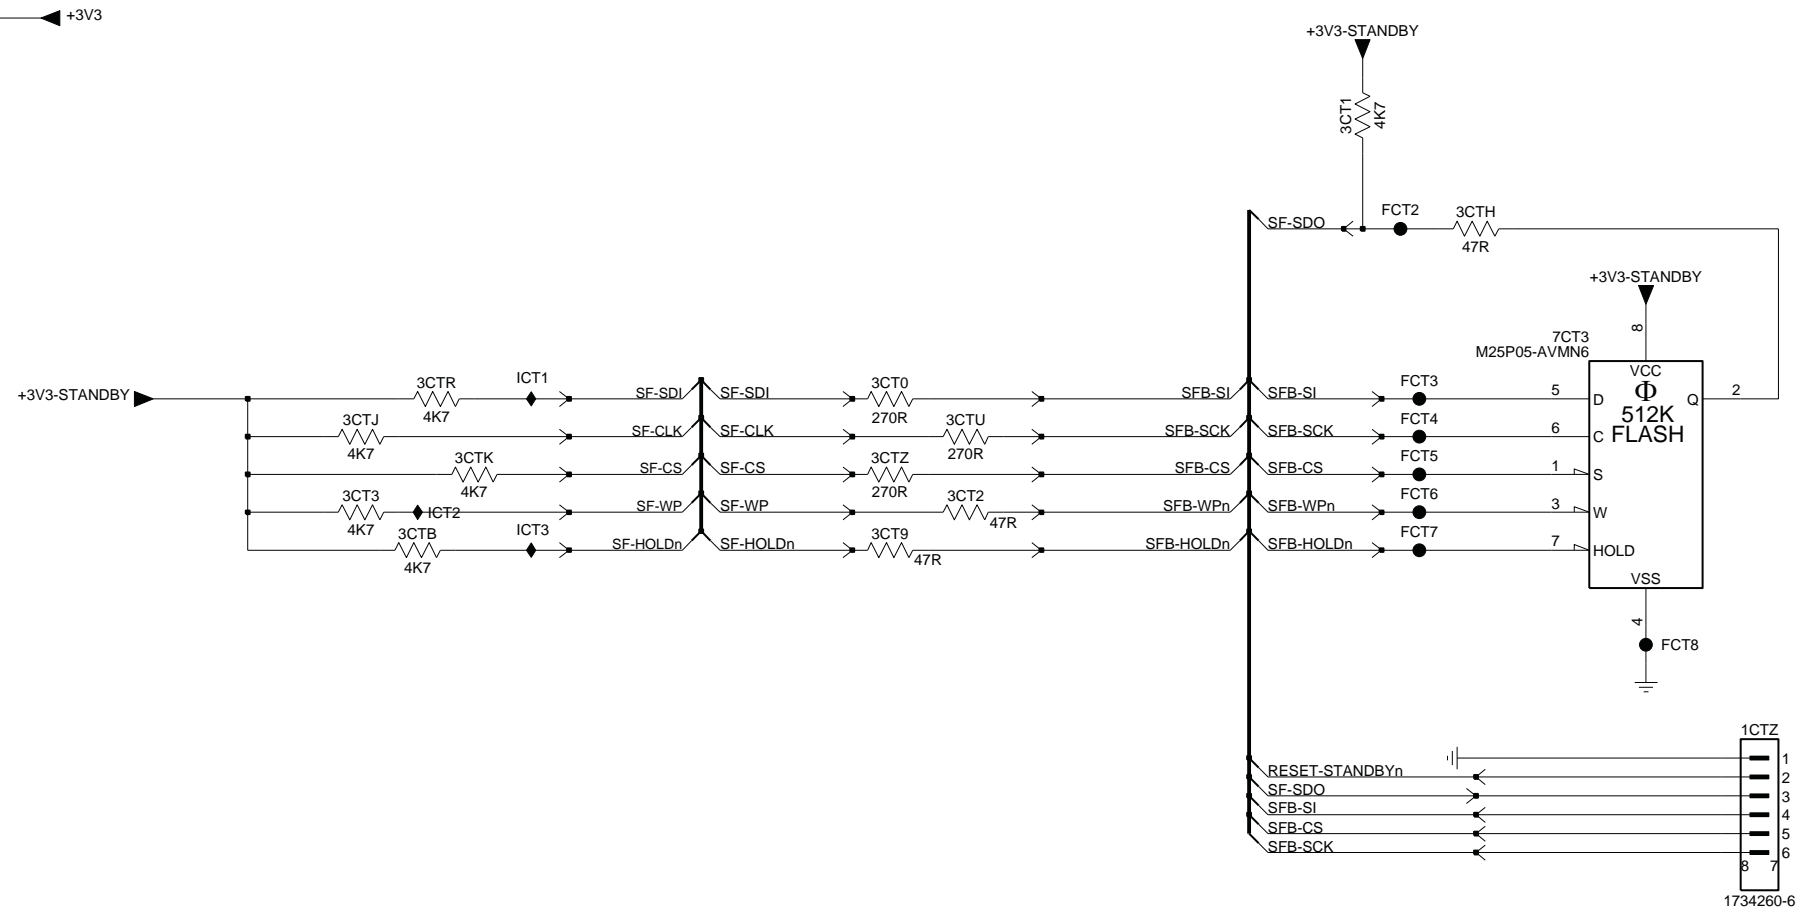 +3V3
+3V3-STANDBY
3CT1
4K7
SF-SDO
FCT2
3CTH
47R
+3V3-STANDBY
8
7CT3
M25P05-AVMN6
VCC
Φ
512K
FLASH
D
C
S
W
HOLD
Q
VSS
5
6
1
3
7
2
4
FCT8
+3V3-STANDBY
3CTR
4K7
ICT1
SF-SDI
SF-SDI
3CT0
270R
SFB-SI
SFB-SI
FCT3
3CTJ
4K7
SF-CLK
SF-CLK
3CTU
270R
SFB-SCK
SFB-SCK
FCT4
3CTK
4K7
SF-CS
SF-CS
3CTZ
270R
SFB-CS
SFB-CS
FCT5
3CT3
4K7
ICT2
SF-WP
SF-WP
3CT2
47R
SFB-WPn
SFB-WPn
FCT6
3CTB
4K7
ICT3
SF-HOLDn
SF-HOLDn
3CT9
47R
SFB-HOLDn
SFB-HOLDn
FCT7
1CTZ
1
RESET-STANDBYn
2
SF-SDO
3
SFB-SI
4
SFB-CS
5
SFB-SCK
6
8 7
1734260-6